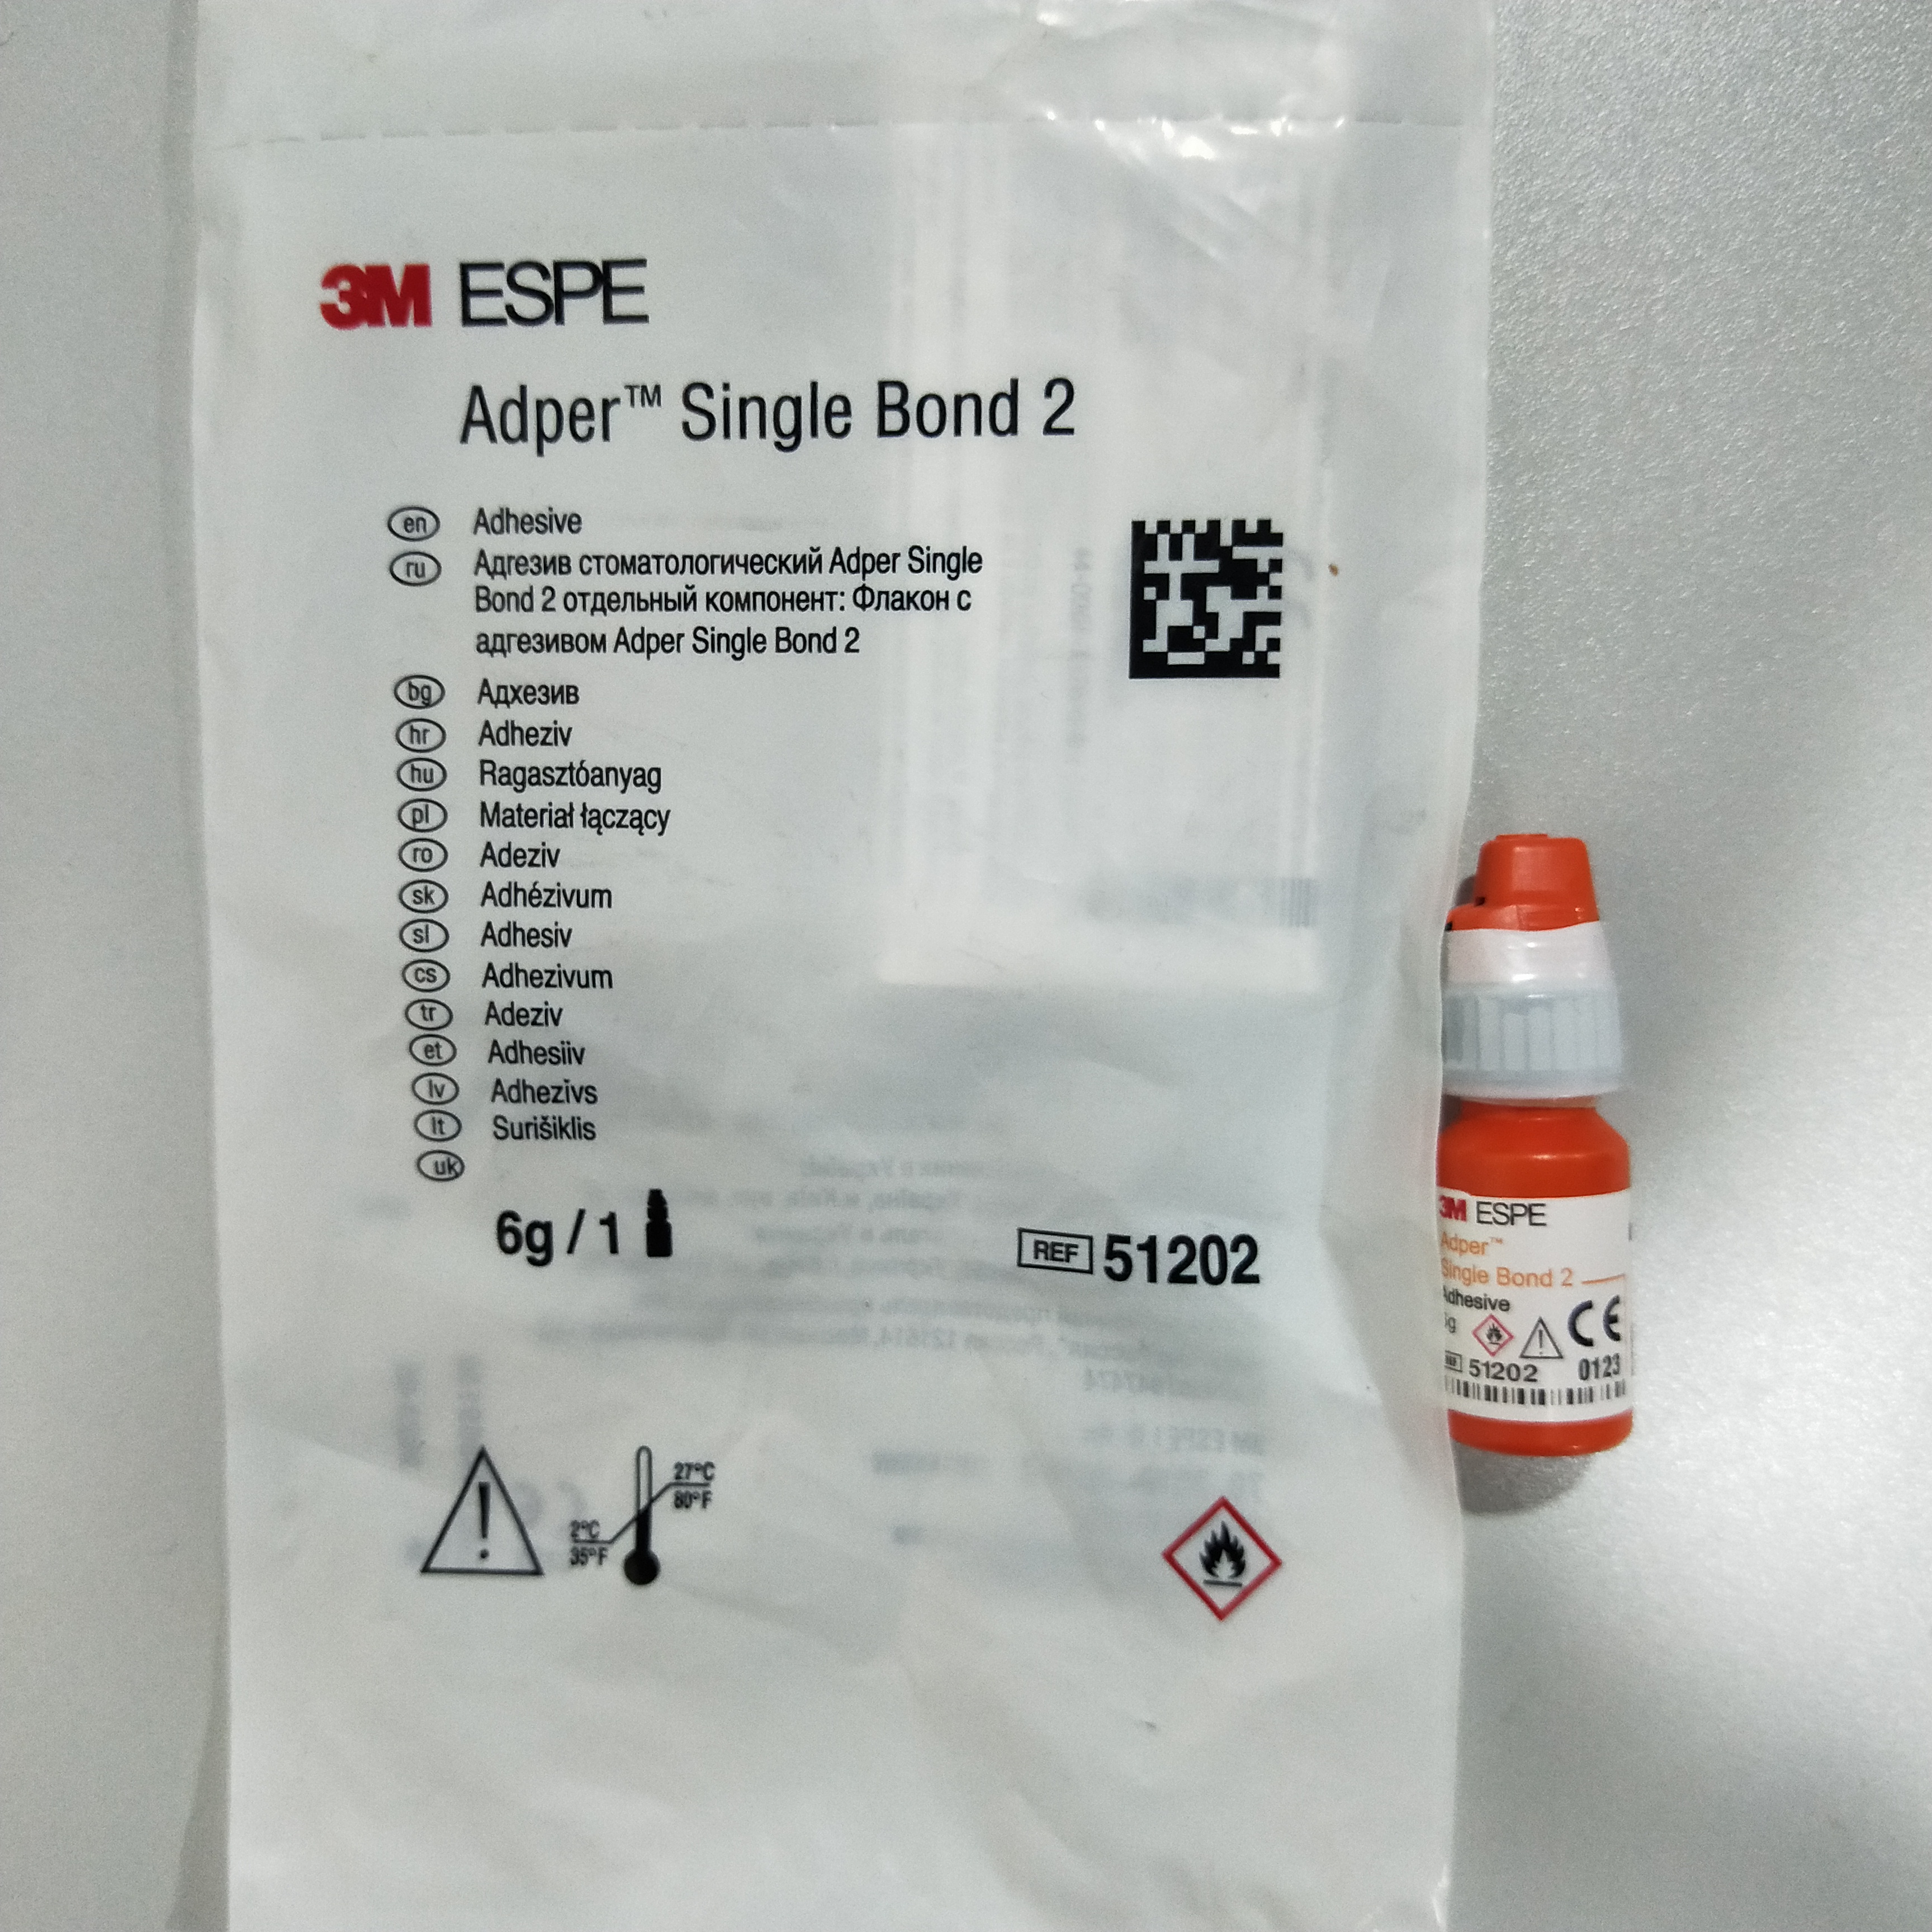 3M ESPE
Adper™ Single Bond 2
en Adhesive
ru Адгезив стоматологический Adper Single
Bond 2 отдельный компонент: Флакон с
адгезивом Adper Single Bond 2
bg Адхезив
hr Adheziv
hu Ragasztóanyag
pl Materiał łączący
ro Adeziv
sk Adhézivum
sl Adhesiv
cs Adhezivum
tr Adeziv
et Adhesiiv
lv Adhezīvs
lt Surišiklis
uk
6g / 1
REF 51202
27°C
80°F
2°C
35°F
3M ESPE
Adper™
Single Bond 2
Adhesive
CE
51202 0123